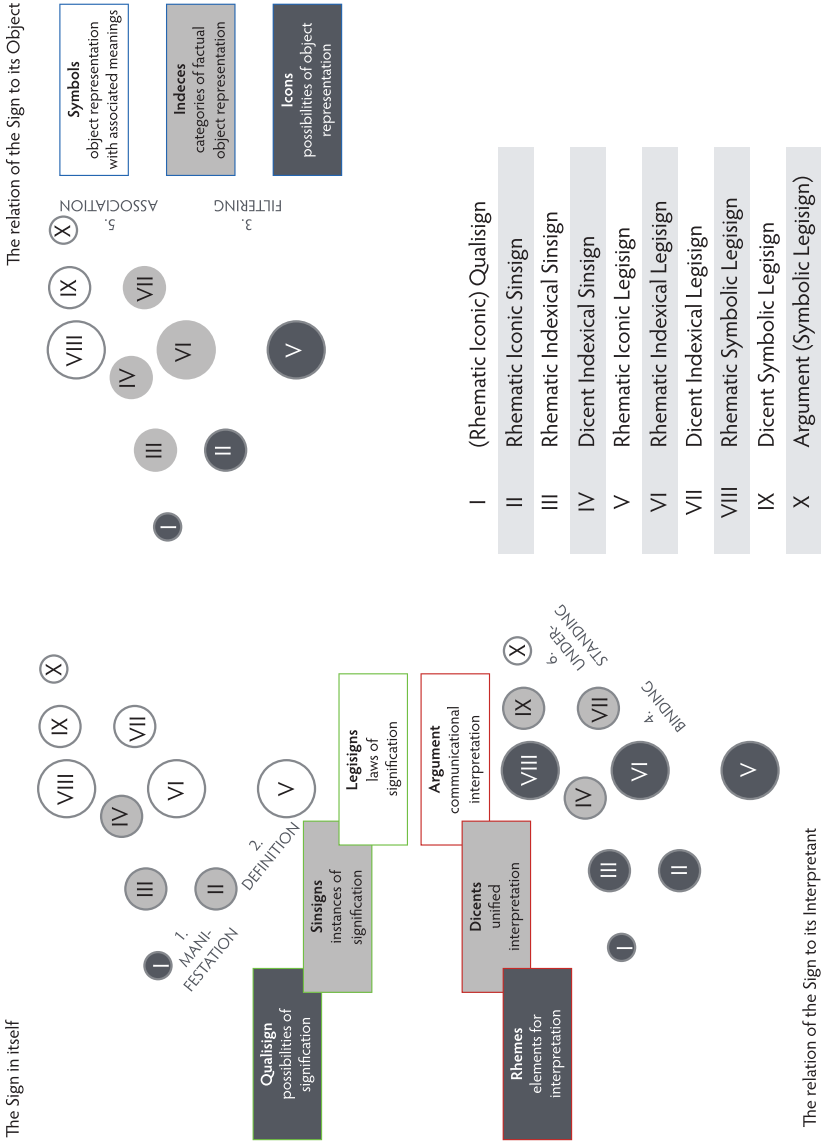 The Sign in itself
I
II
III
IV
V
VI
VII
VIII
IX
X
1.
MANI-
FESTATION
2.
DEFINITION
Qualisign
possibilities of
signification
Sinsigns
instances of
signification
Legisigns
laws of
signification
The relation of the Sign to its Object
I
II
III
IV
V
VI
VII
VIII
IX
X
5.
ASSOCIATION
3.
FILTERING
Symbols
object representation
with associated meanings
Indeces
categories of factual
object representation
Icons
possibilities of object
representation
Rhemes
elements for
interpretation
Dicents
unified
interpretation
Argument
communicational
interpretation
I
II
III
IV
V
VI
VII
VIII
IX
X
6.
UNDER-
STANDING
4.
BINDING
The relation of the Sign to its Interpretant
I (Rhematic Iconic) Qualisign
II Rhematic Iconic Sinsign
III Rhematic Indexical Sinsign
IV Dicent Indexical Sinsign
V Rhematic Iconic Legisign
VI Rhematic Indexical Legisign
VII Dicent Indexical Legisign
VIII Rhematic Symbolic Legisign
IX Dicent Symbolic Legisign
X Argument (Symbolic Legisign)